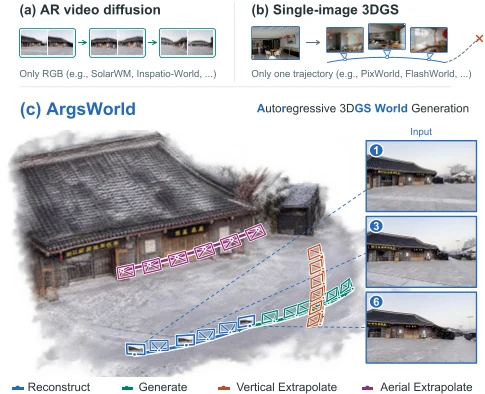 (a) AR video diffusion
Only RGB (e.g., SolarWM, Inspatio-World, ...)
(b) Single-image 3DGS
Only one trajectory (e.g., PixWorld, FlashWorld, ...)
(c) ArgsWorld
Autoregressive 3DGS World Generation
Input
1
3
6
Reconstruct
Generate
Vertical Extrapolate
Aerial Extrapolate